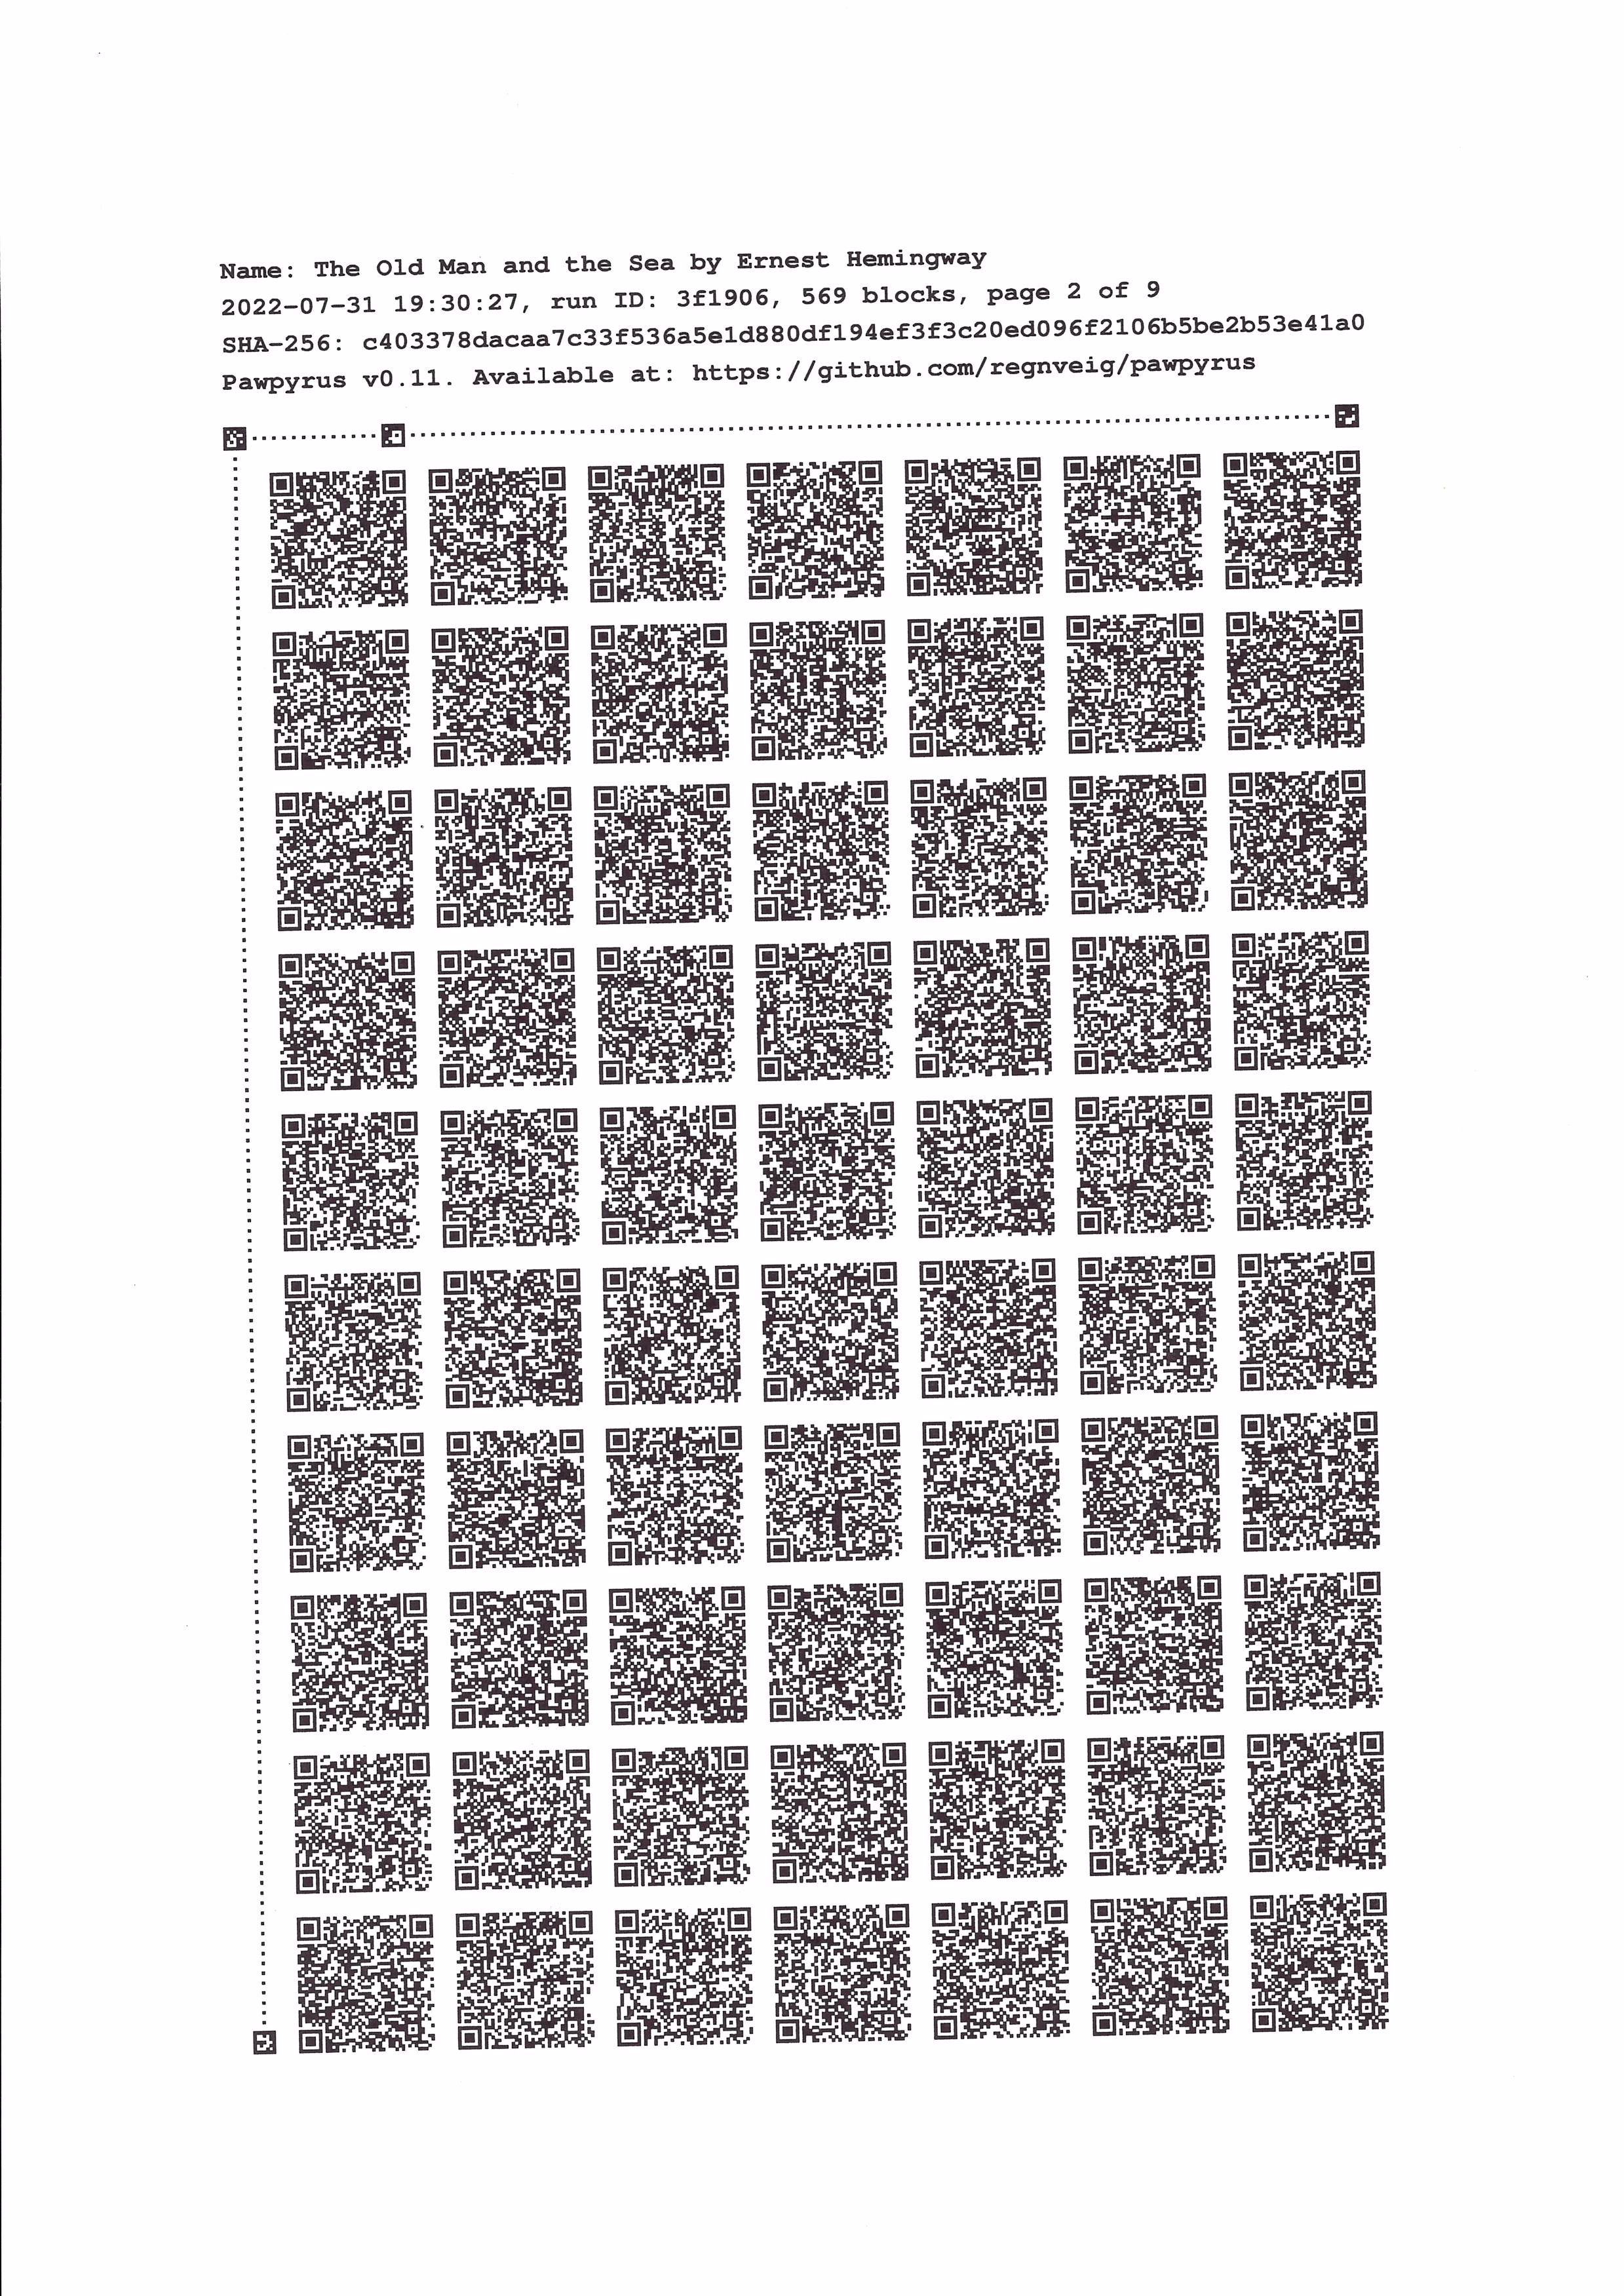 Name: The Old Man and the Sea by Ernest Hemingway
2022-07-31 19:30:27, run ID: 3f1906, 569 blocks, page 2 of 9
SHA-256: c403378dacaa7c33f536a5e1d880df194ef3f3c20ed096f2106b5be2b53e41a0
Pawpyrus v0.11. Available at: https://github.com/regnveig/pawpyrus